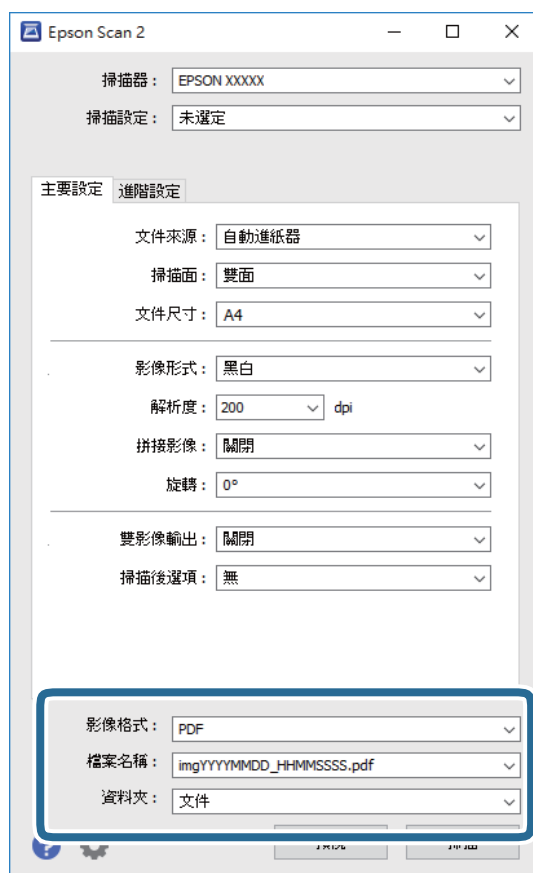 Epson Scan 2
掃描器： EPSON XXXXX
掃描設定： 未選定
主要設定 進階設定
文件來源： 自動進紙器
掃描面： 雙面
文件尺寸： A4
影像形式： 黑白
解析度： 200 dpi
拼接影像： 關閉
旋轉： 0°
雙影像輸出： 關閉
掃描後選項： 無
影像格式： PDF
檔案名稱： imgYYYYMMDD_HHMMSSSS.pdf
資料夾： 文件
?